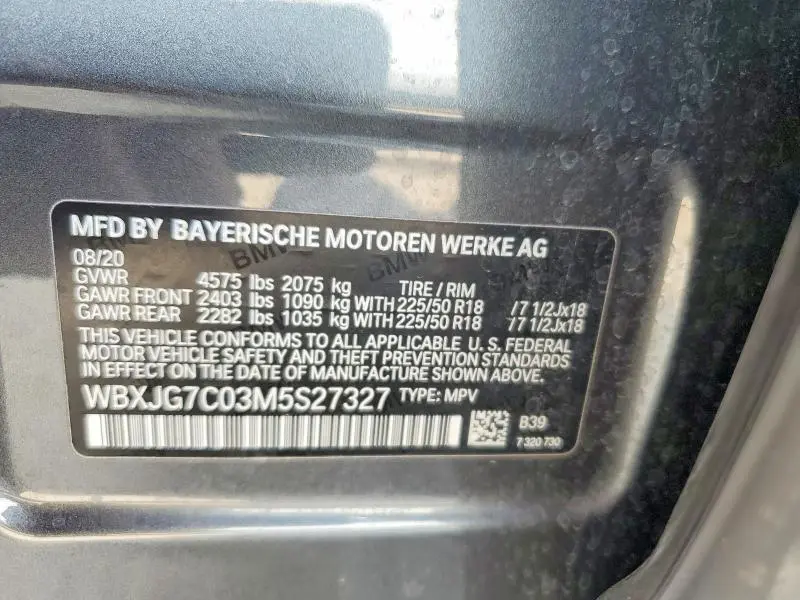 MFD BY BAYERISCHE MOTOREN WERKE AG
08/20
GVWR 4575 lbs 2075 kg TIRE / RIM
GAWR FRONT 2403 lbs 1090 kg WITH 225/50 R18 /7 1/2Jx18
GAWR REAR 2282 lbs 1035 kg WITH 225/50 R18 /7 1/2Jx18
THIS VEHICLE CONFORMS TO ALL APPLICABLE U. S. FEDERAL
MOTOR VEHICLE SAFETY AND THEFT PREVENTION STANDARDS
IN EFFECT ON THE DATE OF MANUFACTURE SHOWN ABOVE.
WBXJG7C03M5S27327 TYPE: MPV
B39
7 320 730